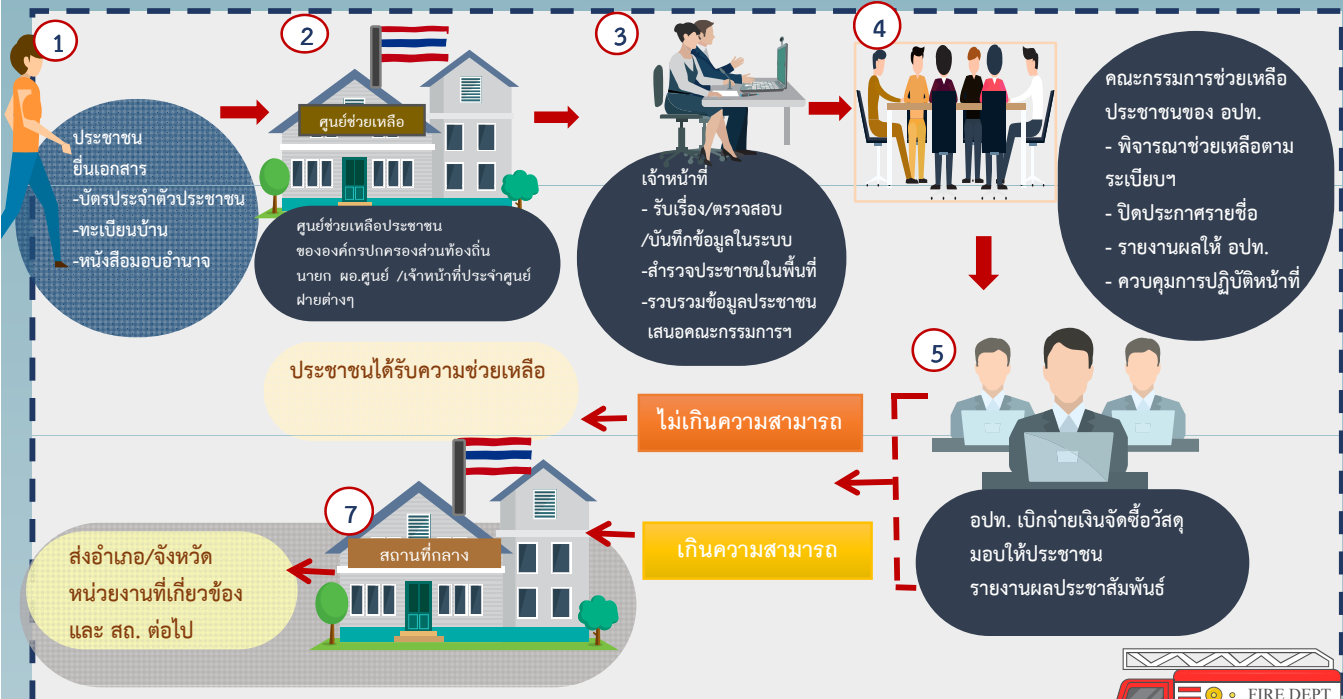 1
ประชาชน
ยื่นเอกสาร
-บัตรประจำตัวประชาชน
-ทะเบียนบ้าน
-หนังสือมอบอำนาจ
2
ศูนย์ช่วยเหลือ
ศูนย์ช่วยเหลือประชาชน
ขององค์กรปกครองส่วนท้องถิ่น
นายก ผอ.ศูนย์ /เจ้าหน้าที่ประจำศูนย์
ฝ่ายต่างๆ
3
เจ้าหน้าที่
- รับเรื่อง/ตรวจสอบ
/บันทึกข้อมูลในระบบ
-สำรวจประชาชนในพื้นที่
-รวบรวมข้อมูลประชาชน
เสนอคณะกรรมการฯ
4
คณะกรรมการช่วยเหลือ
ประชาชนของ อปท.
- พิจารณาช่วยเหลือตาม
ระเบียบฯ
- ปิดประกาศรายชื่อ
- รายงานผลให้ อปท.
- ควบคุมการปฏิบัติหน้าที่
5
อปท. เบิกจ่ายเงินจัดซื้อวัสดุ
มอบให้ประชาชน
รายงานผลประชาสัมพันธ์
ไม่เกินความสามารถ
ประชาชนได้รับความช่วยเหลือ
เกินความสามารถ
7
สถานที่กลาง
ส่งอำเภอ/จังหวัด
หน่วยงานที่เกี่ยวข้อง
และ สถ. ต่อไป
FIRE DEPT